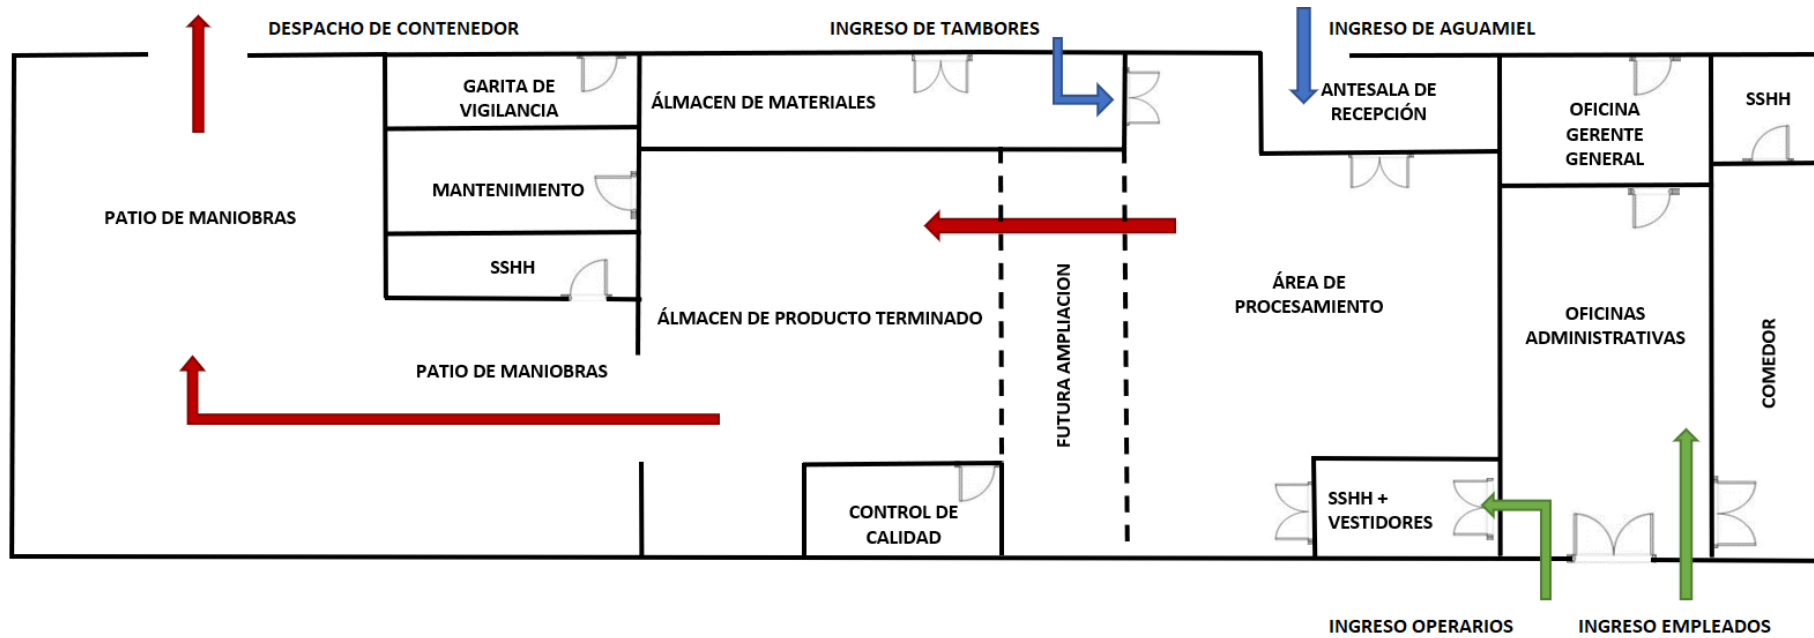 DESPACHO DE CONTENEDOR
INGRESO DE TAMBORES
INGRESO DE AGUAMIEL
GARITA DE
VIGILANCIA
ÁLMACEN DE MATERIALES
ANTESALA DE
RECEPCIÓN
OFICINA
GERENTE
GENERAL
SSHH
MANTENIMIENTO
PATIO DE MANIOBRAS
SSHH
ÁLMACEN DE PRODUCTO TERMINADO
FUTURA AMPLIACION
ÁREA DE
PROCESAMIENTO
OFICINAS
ADMINISTRATIVAS
COMEDOR
PATIO DE MANIOBRAS
CONTROL DE
CALIDAD
SSHH +
VESTIDORES
INGRESO OPERARIOS
INGRESO EMPLEADOS